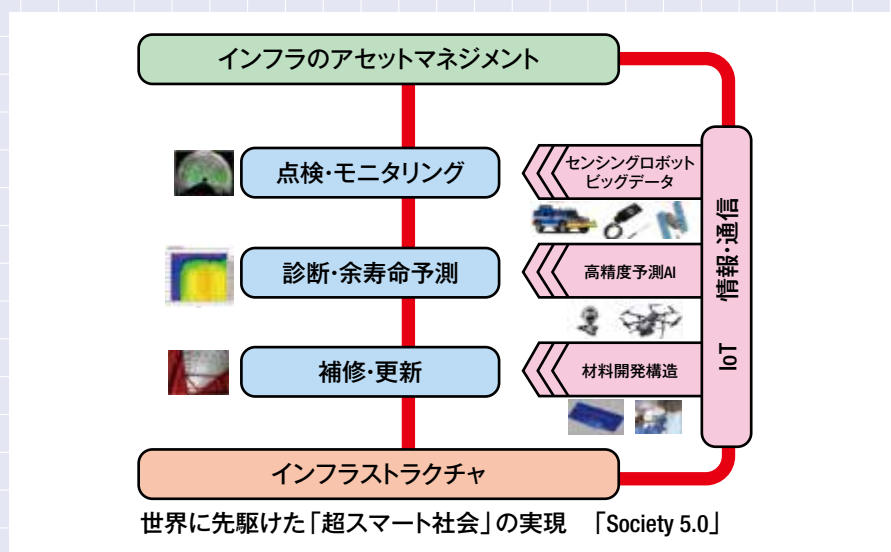 インフラのアセットマネジメント
点検・モニタリング
センシングロボット
ビッグデータ
診断・余寿命予測
高精度予測AI
補修・更新
材料開発構造
IoT 情報・通信
インフラストラクチャ
世界に先駆けた「超スマート社会」の実現 「Society 5.0」